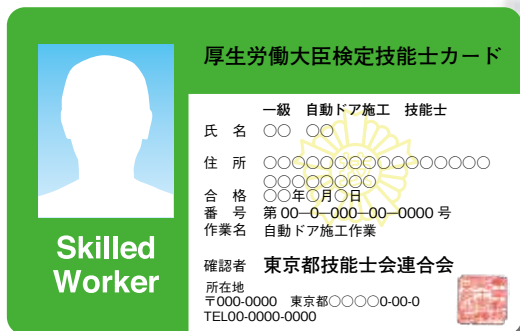 厚生労働大臣検定技能士カード
一級 自動ドア施工 技能士
氏 名 ○○ ○○
住 所 ○○○○○○○○○○○○○○○○
○○○○○○○○
合 格 ○○年○月○日
番 号 第 00—0—000—00—0000 号
作業名 自動ドア施工作業
確認者 東京都技能士会連合会
所在地
〒000-0000 東京都○○○○0-00-0
TEL00-0000-0000
Skilled
Worker